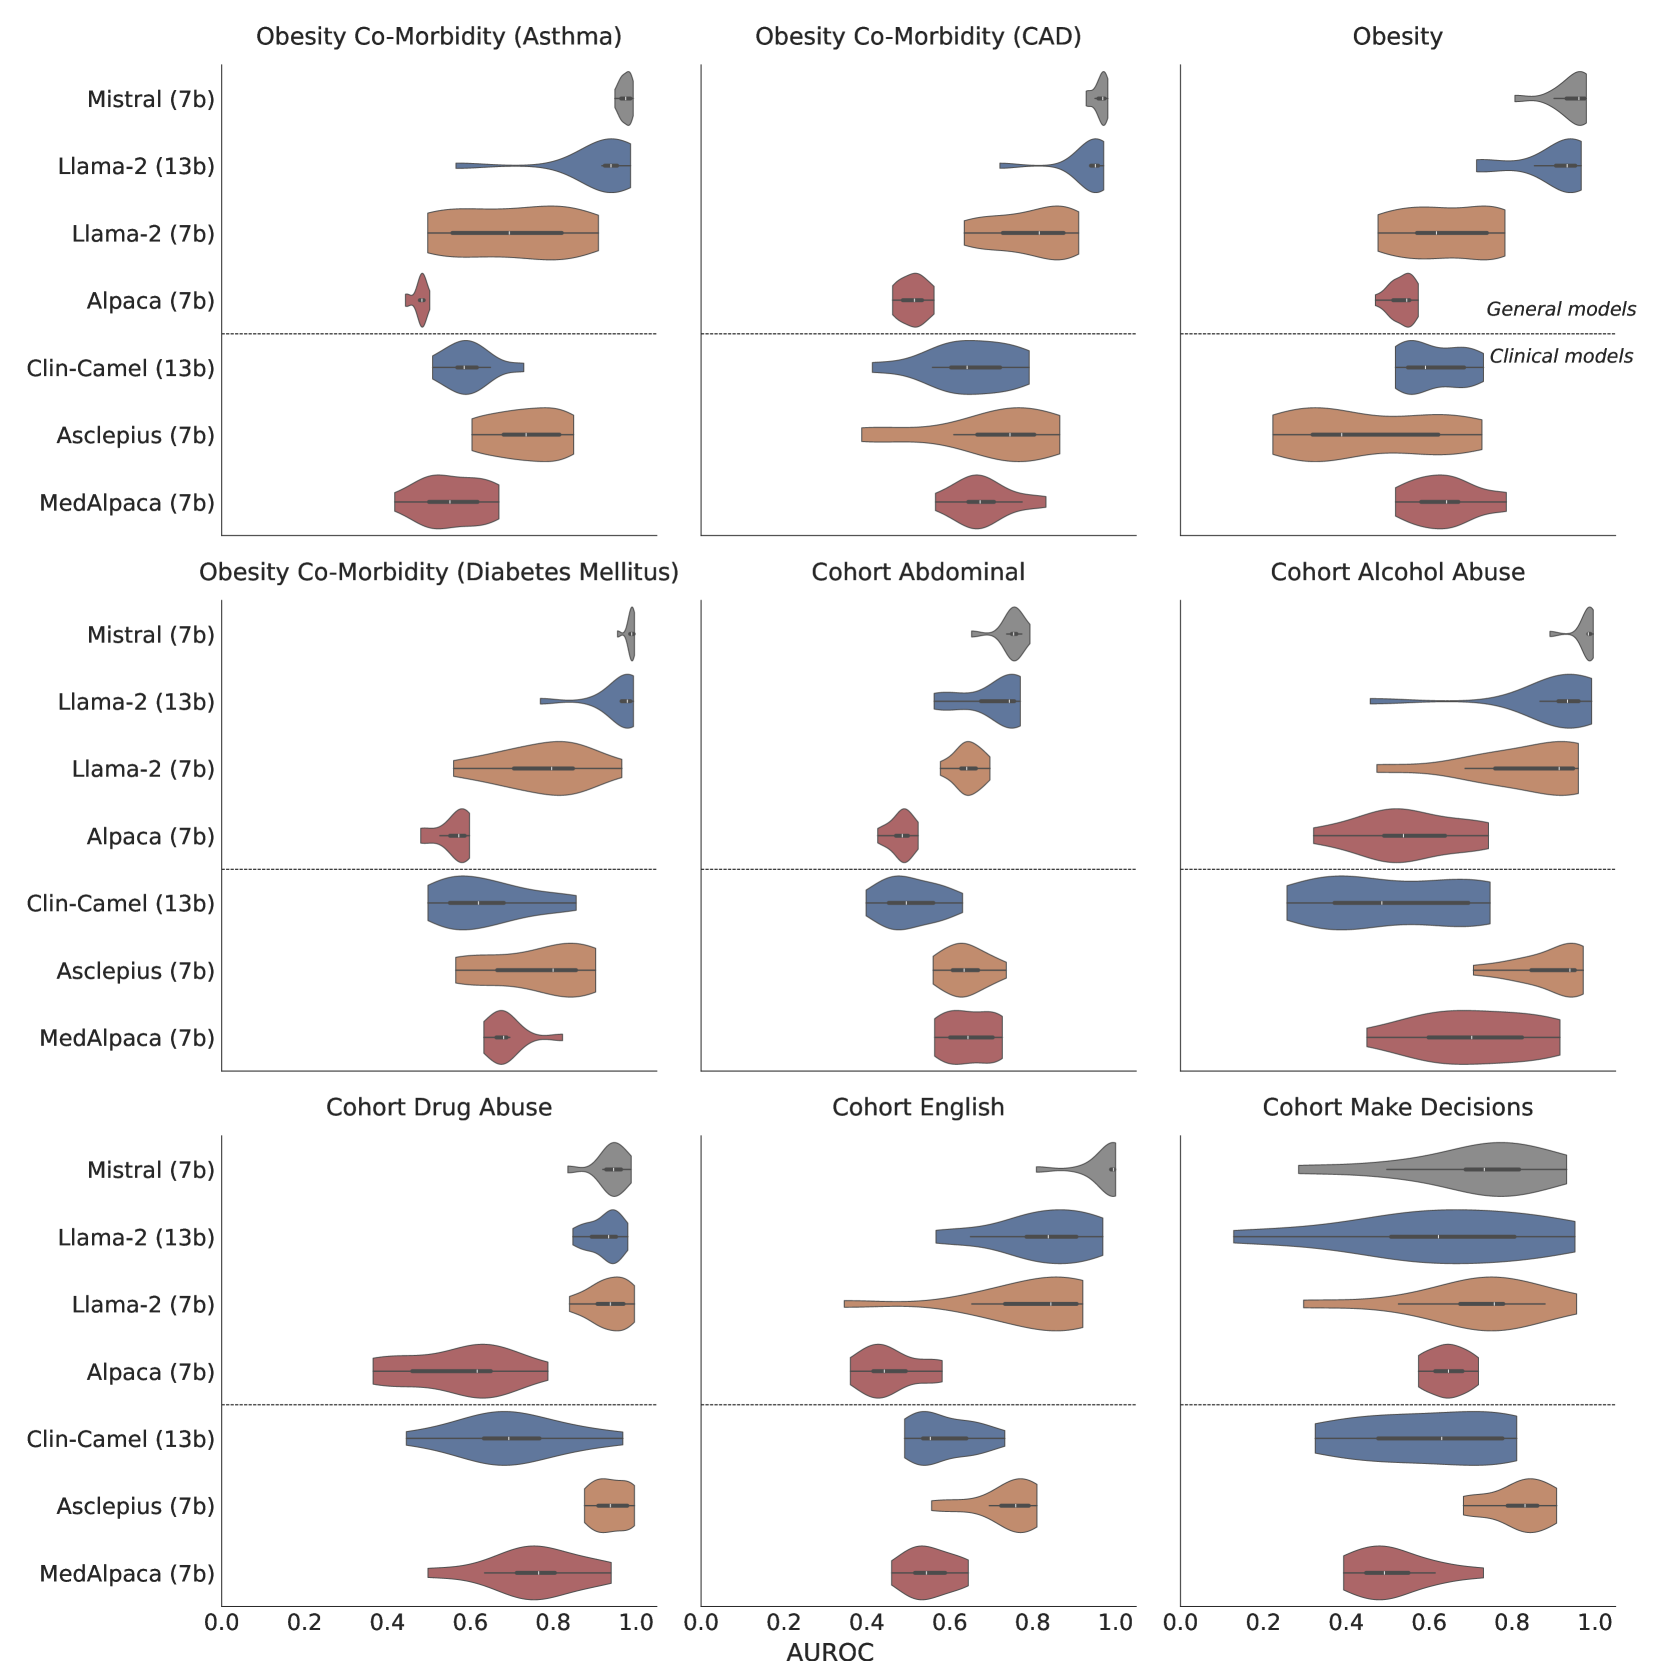 Obesity Co-Morbidity (Asthma)
Obesity Co-Morbidity (CAD)
Obesity
Mistral (7b)
Llama-2 (13b)
Llama-2 (7b)
Alpaca (7b)
General models
Clin-Camel (13b)
Clinical models
Asclepius (7b)
MedAlpaca (7b)
Obesity Co-Morbidity (Diabetes Mellitus)
Cohort Abdominal
Cohort Alcohol Abuse
Mistral (7b)
Llama-2 (13b)
Llama-2 (7b)
Alpaca (7b)
Clin-Camel (13b)
Asclepius (7b)
MedAlpaca (7b)
Cohort Drug Abuse
Cohort English
Cohort Make Decisions
Mistral (7b)
Llama-2 (13b)
Llama-2 (7b)
Alpaca (7b)
Clin-Camel (13b)
Asclepius (7b)
MedAlpaca (7b)
0.0 0.2 0.4 0.6 0.8 1.0
0.0 0.2 0.4 0.6 0.8 1.0
0.0 0.2 0.4 0.6 0.8 1.0
AUROC